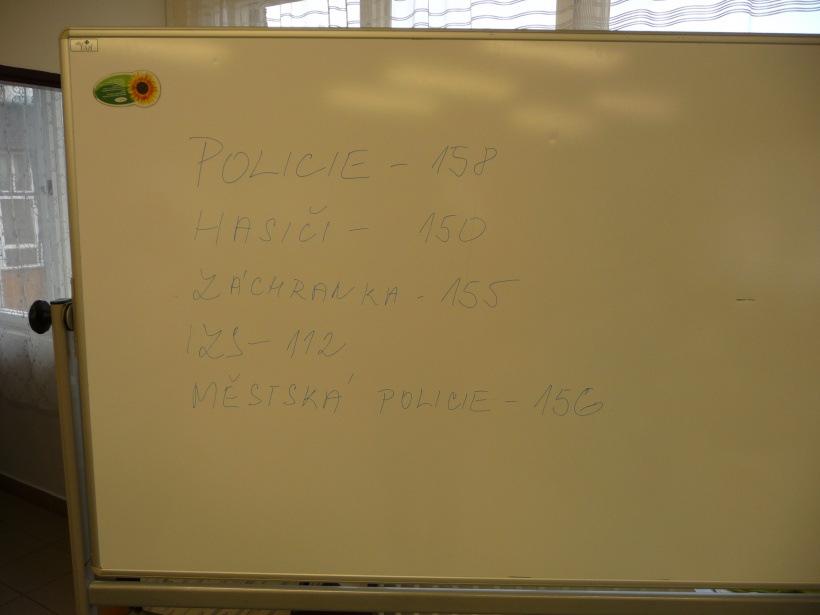 POLICIE - 158
HASIČI - 150
ZÁCHRANKA - 155
IZS - 112
MĚSTSKÁ POLICIE - 156